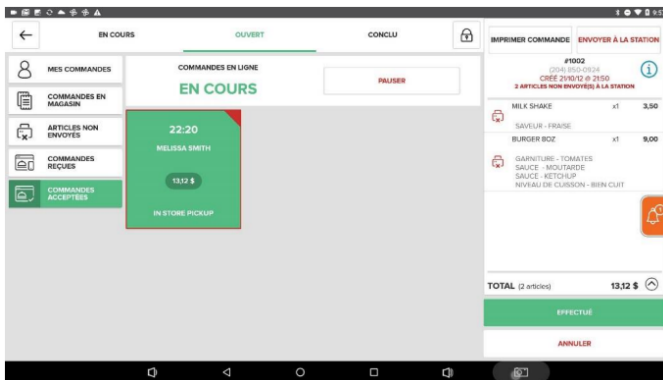 EN COURS
OUVERT
CONCLU
IMPRIMER COMMANDE
ENVOYER À LA STATION
MES COMMANDES
COMMANDES EN MAGASIN
ARTICLES NON ENVOYÉS
COMMANDES REÇUES
COMMANDES ACCEPTÉES
COMMANDES EN LIGNE
EN COURS
PAUSER
22:20
MELISSA SMITH
13,12 $
IN STORE PICKUP
#1002
(204) 850-0924
CRÉÉ 21/10/12 @ 21:50
2 ARTICLES NON ENVOYÉ(S) À LA STATION
MILK SHAKE x1 3,50
SAVEUR - FRAISE
BURGER 8OZ x1 9,00
GARNITURE - TOMATES
SAUCE - MOUTARDE
SAUCE - KETCHUP
NIVEAU DE CUISSON - BIEN CUIT
TOTAL (2 articles) 13,12 $
EFFECTUÉ
ANNULER